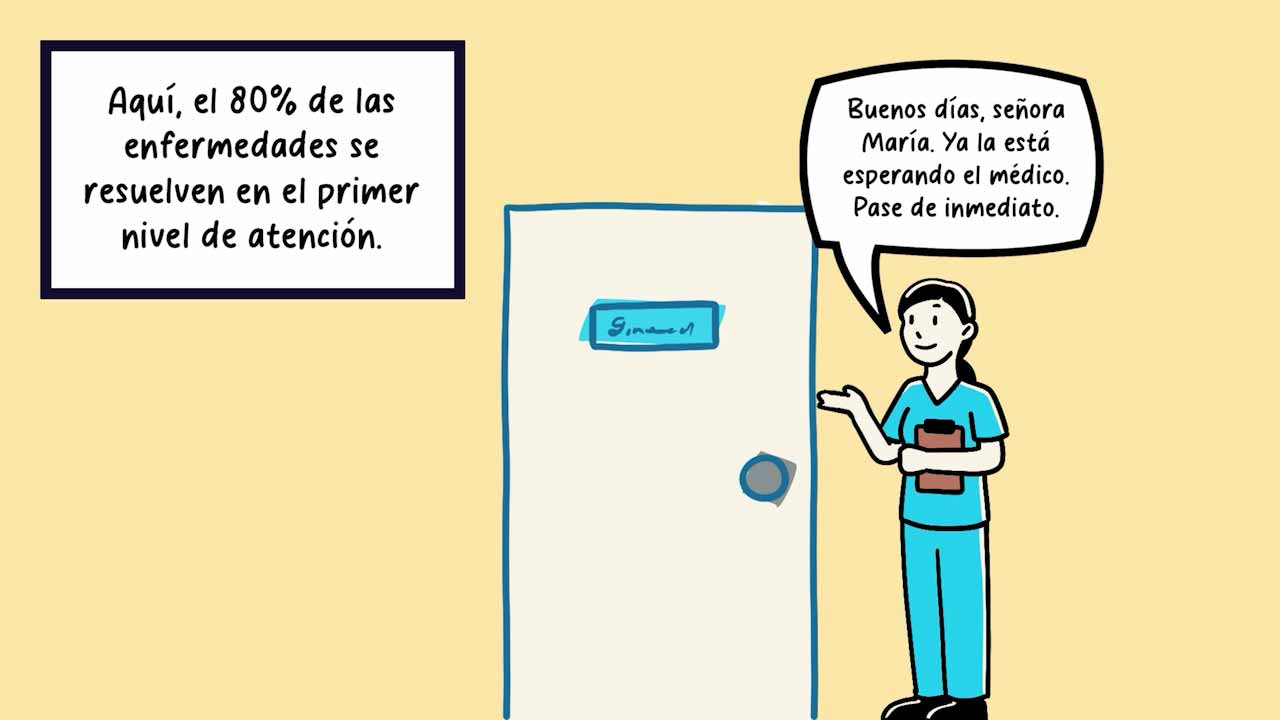 Aquí, el 80% de las
enfermedades se
resuelven en el primer
nivel de atención.
Buenos días, señora
María. Ya la está
esperando el médico.
Pase de inmediato.